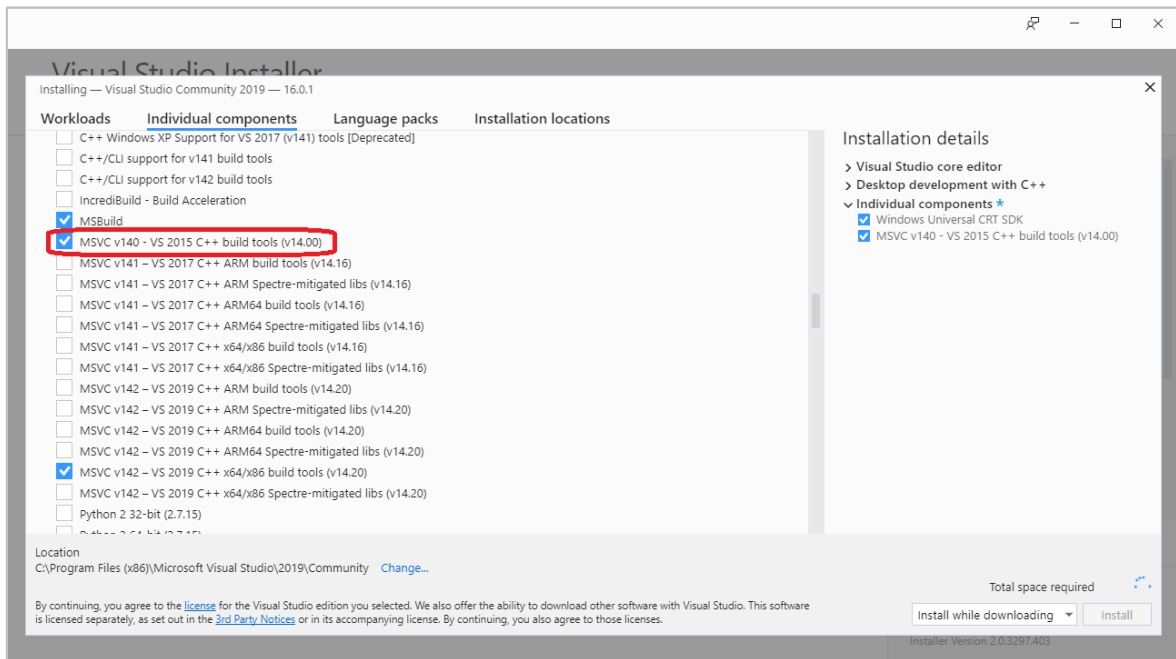 Visual Studio Installer
Installing — Visual Studio Community 2019 — 16.0.1
Workloads Individual components Language packs Installation locations
C++ Windows XP Support for VS 2017 (v141) tools [Deprecated]
C++/CLI support for v141 build tools
C++/CLI support for v142 build tools
IncrediBuild - Build Acceleration
MSBuild
MSVC v140 - VS 2015 C++ build tools (v14.00)
MSVC v141 – VS 2017 C++ ARM build tools (v14.16)
MSVC v141 – VS 2017 C++ ARM Spectre-mitigated libs (v14.16)
MSVC v141 – VS 2017 C++ ARM64 build tools (v14.16)
MSVC v141 – VS 2017 C++ ARM64 Spectre-mitigated libs (v14.16)
MSVC v141 – VS 2017 C++ x64/x86 build tools (v14.16)
MSVC v141 – VS 2017 C++ x64/x86 Spectre-mitigated libs (v14.16)
MSVC v142 – VS 2019 C++ ARM build tools (v14.20)
MSVC v142 – VS 2019 C++ ARM Spectre-mitigated libs (v14.20)
MSVC v142 – VS 2019 C++ ARM64 build tools (v14.20)
MSVC v142 – VS 2019 C++ ARM64 Spectre-mitigated libs (v14.20)
MSVC v142 – VS 2019 C++ x64/x86 build tools (v14.20)
MSVC v142 – VS 2019 C++ x64/x86 Spectre-mitigated libs (v14.20)
Python 2 32-bit (2.7.15)
Python 2 64-bit (2.7.15)
Installation details
Visual Studio core editor
Desktop development with C++
Individual components *
Windows Universal CRT SDK
MSVC v140 - VS 2015 C++ build tools (v14.00)
Location
C:\Program Files (x86)\Microsoft Visual Studio\2019\Community Change...
By continuing, you agree to the license for the Visual Studio edition you selected. We also offer the ability to download other software with Visual Studio. This software
is licensed separately, as set out in the 3rd Party Notices or in its accompanying license. By continuing, you also agree to those licenses.
Total space required
Install while downloading Install
Installer Version 2.0.3297.403